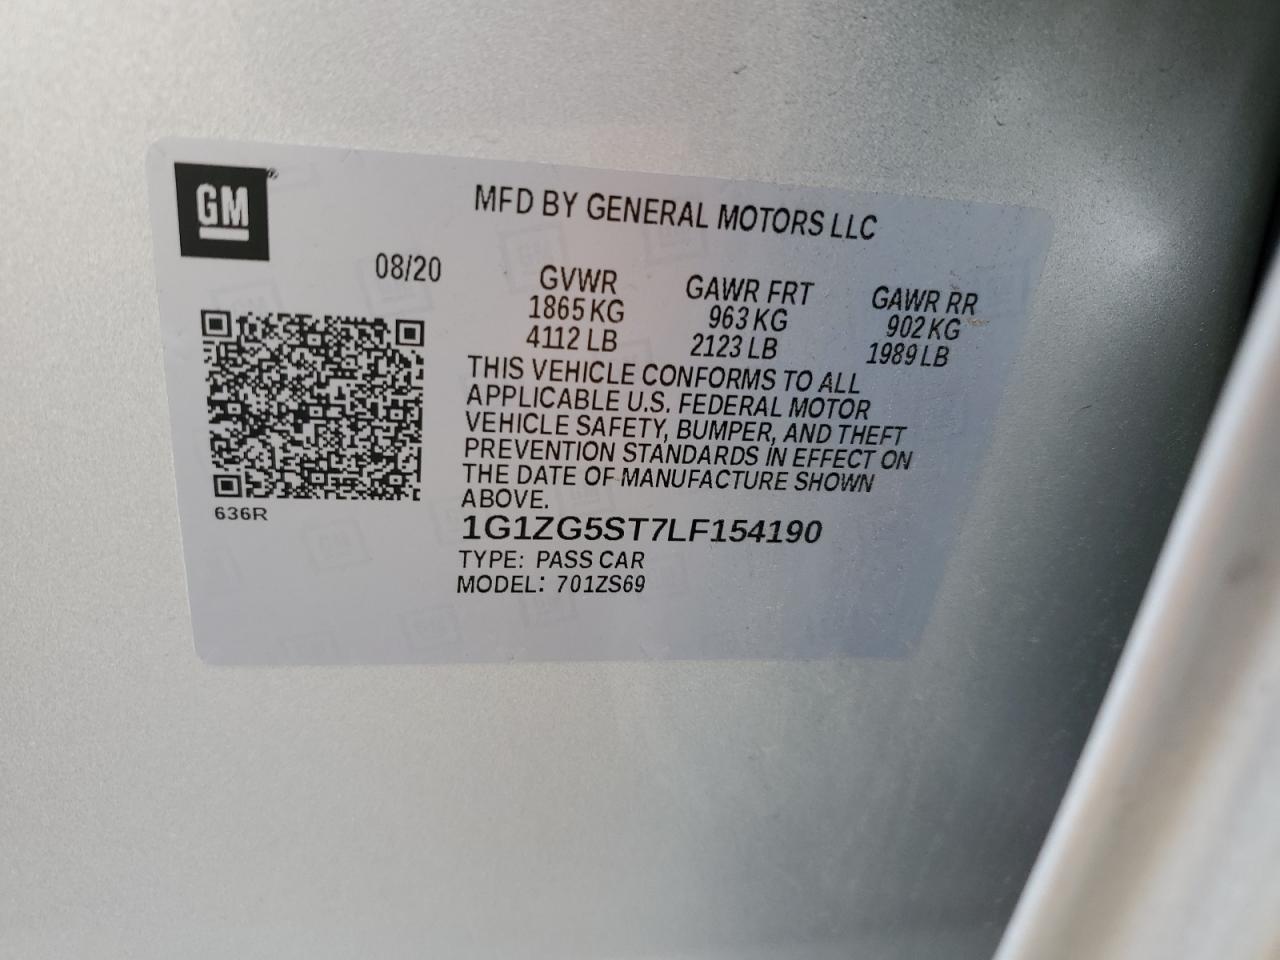 GM
MFD BY GENERAL MOTORS LLC
08/20
GVWR GAWR FRT GAWR RR
1865 KG 963 KG 902 KG
4112 LB 2123 LB 1989 LB
THIS VEHICLE CONFORMS TO ALL
APPLICABLE U.S. FEDERAL MOTOR
VEHICLE SAFETY, BUMPER, AND THEFT
PREVENTION STANDARDS IN EFFECT ON
THE DATE OF MANUFACTURE SHOWN
ABOVE.
636R
1G1ZG5ST7LF154190
TYPE: PASS CAR
MODEL: 701ZS69